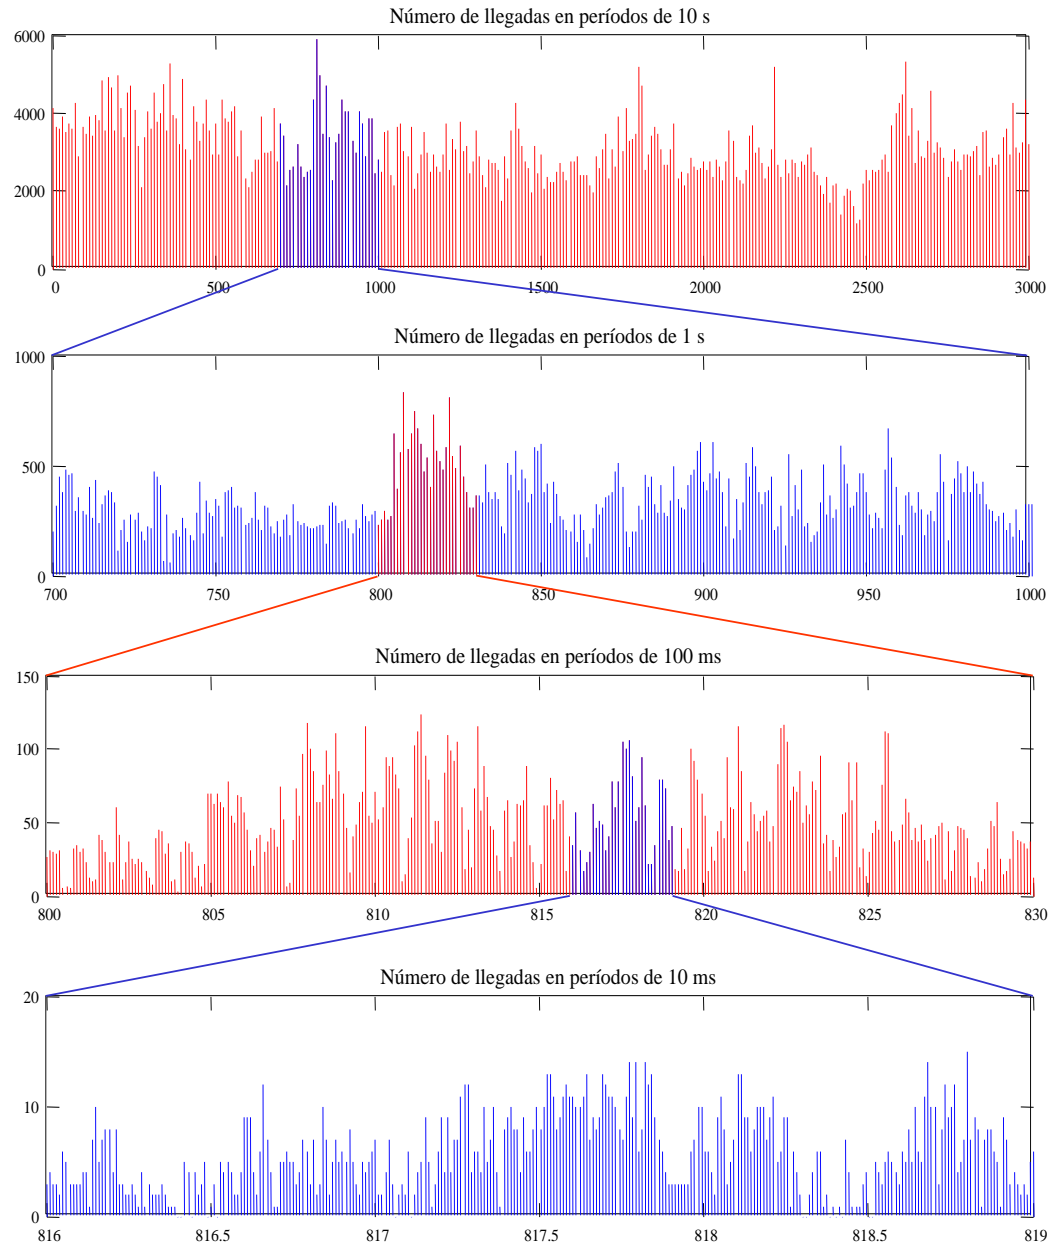 Número de llegadas en períodos de 10 s
6000
4000
2000
0
0 500 1000 1500 2000 2500 3000
Número de llegadas en períodos de 1 s
1000
500
0
700 750 800 850 900 950 1000
Número de llegadas en períodos de 100 ms
150
100
50
0
800 805 810 815 820 825 830
Número de llegadas en períodos de 10 ms
20
10
0
816 816.5 817 817.5 818 818.5 819